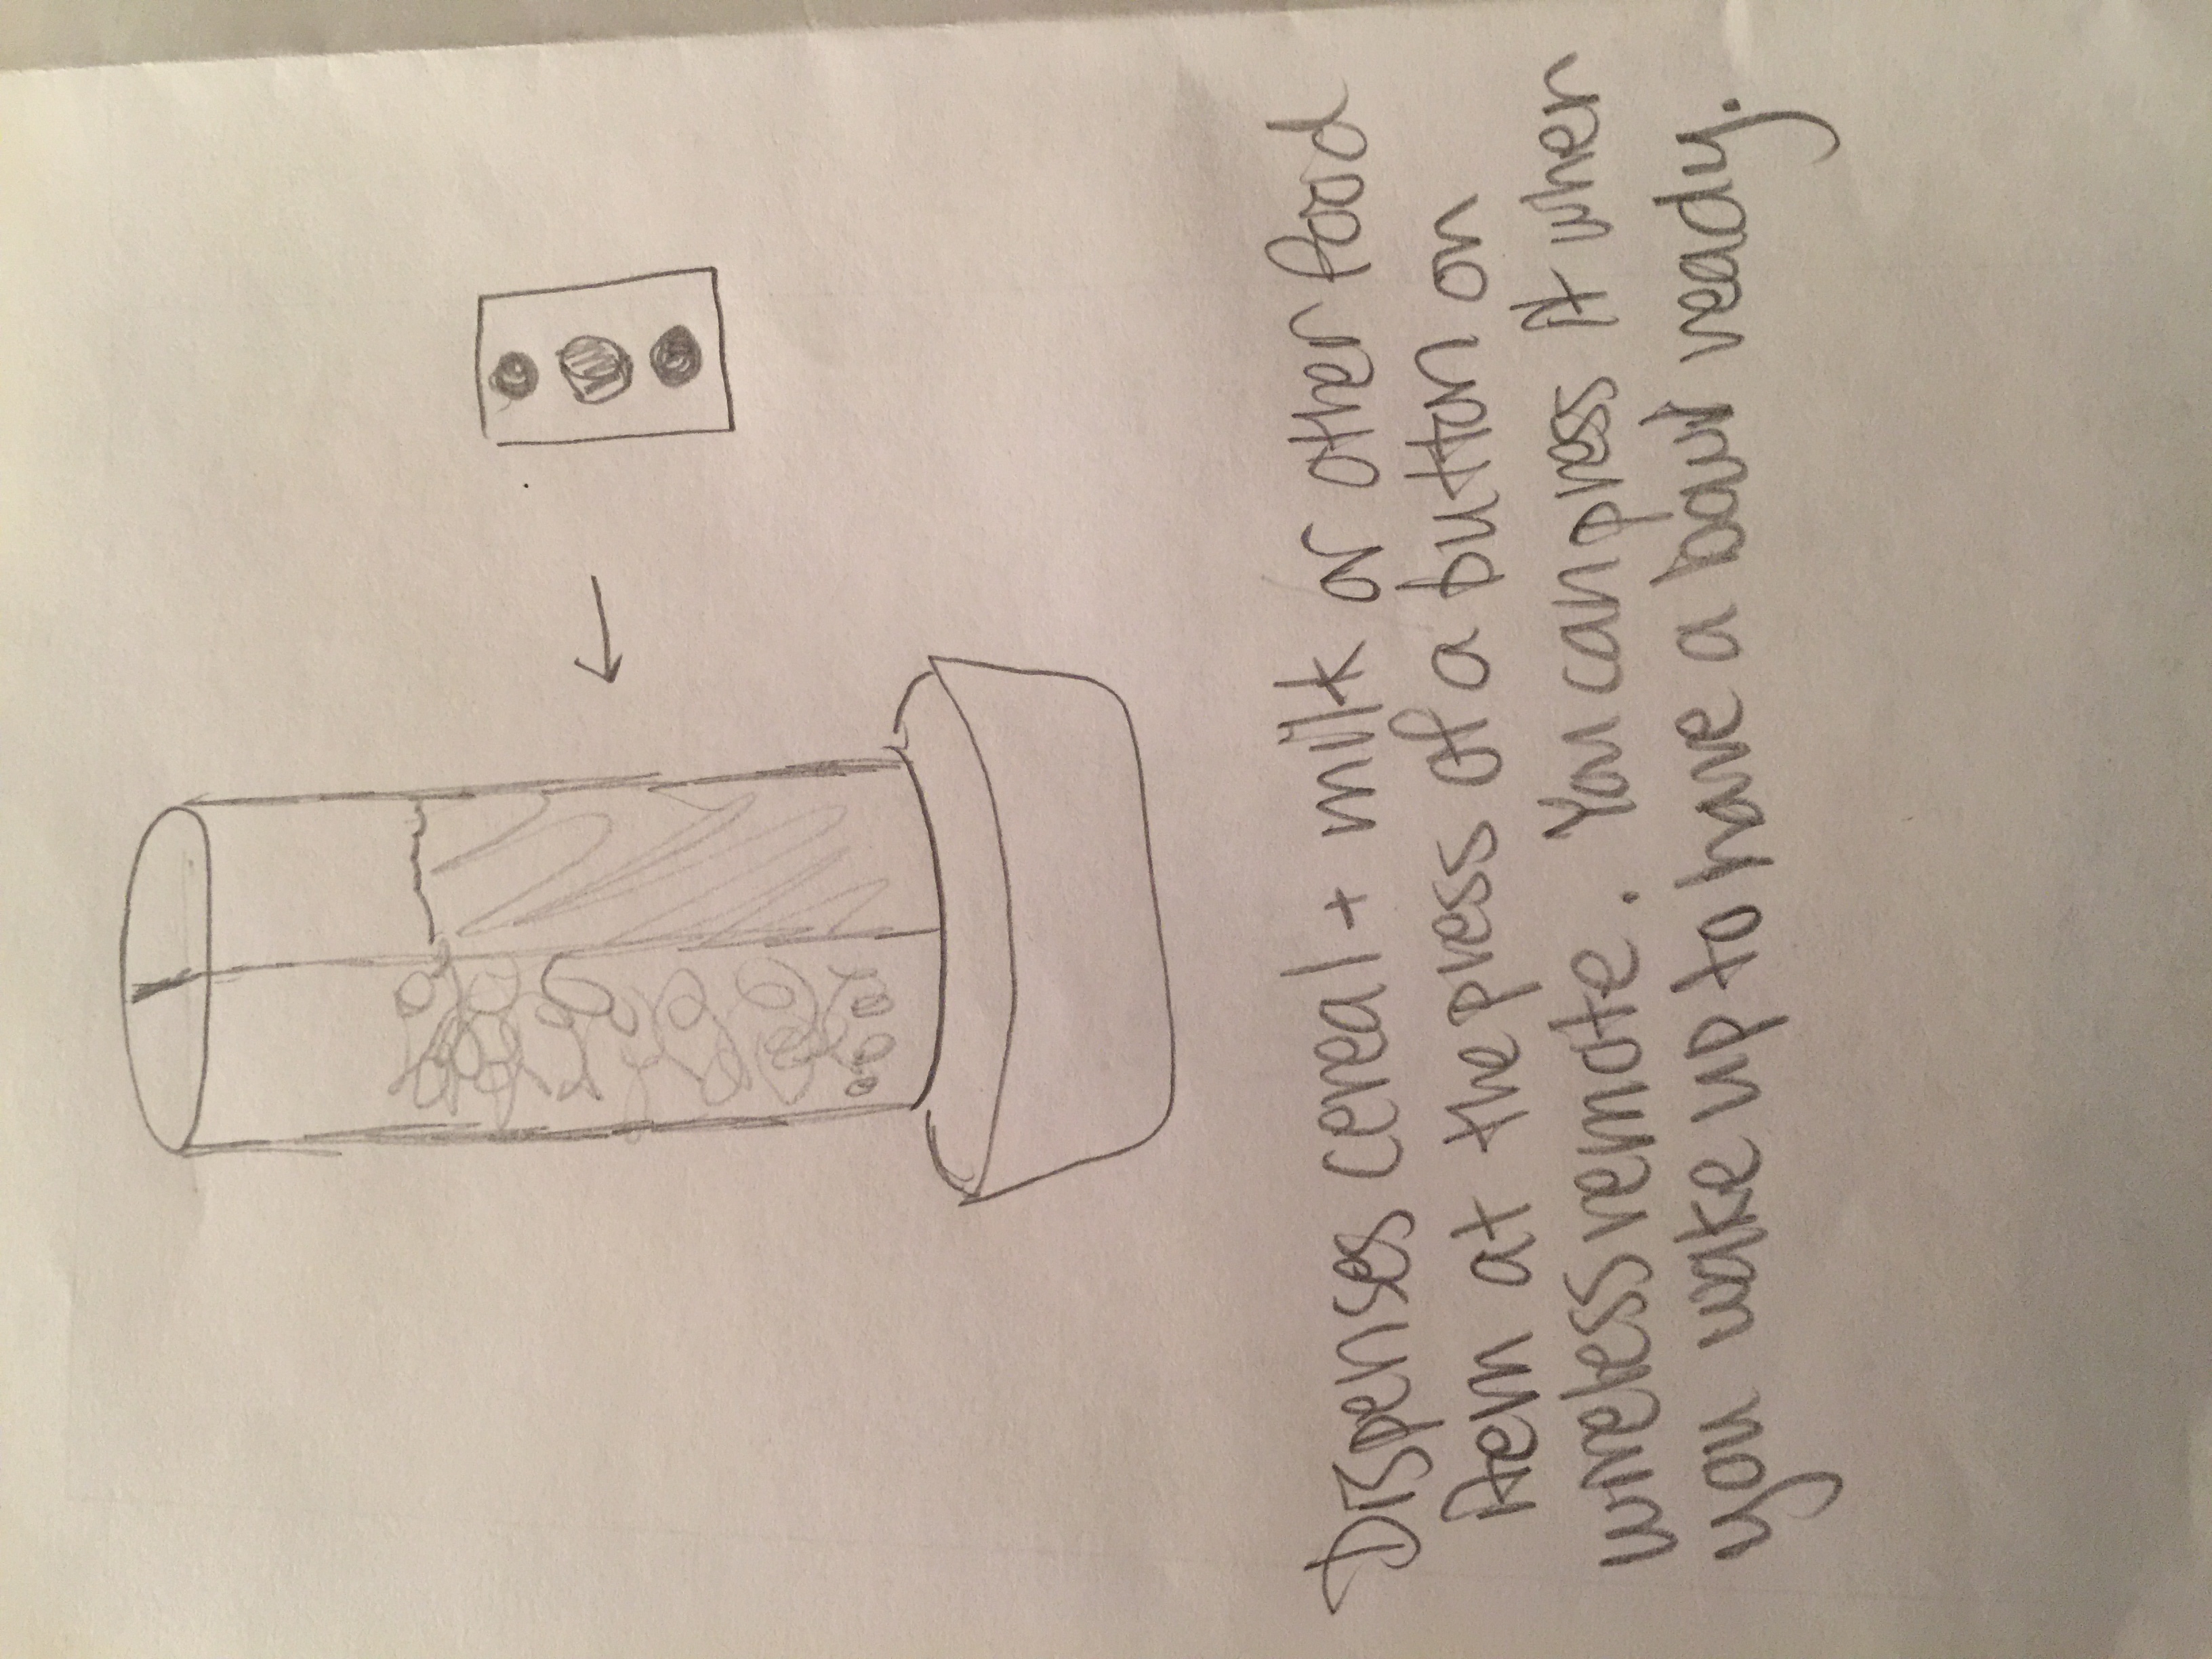 Dispenses cereal + milk or other food
item at the press of a button on
wireless remote. You can press it when
you wake up to have a bowl ready.